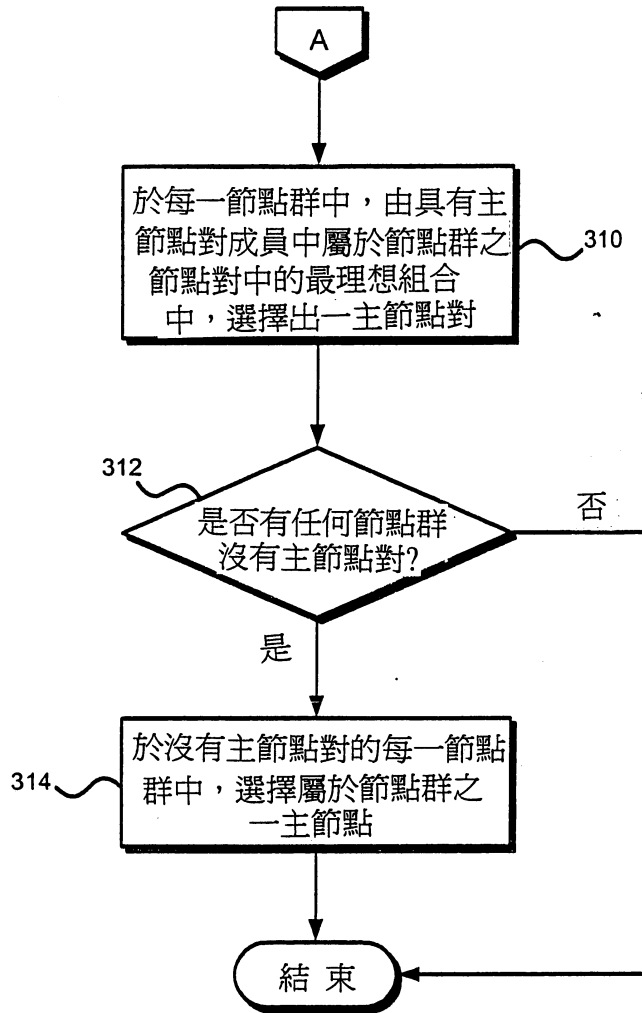 A
於每一節點群中，由具有主
節點對成員中屬於節點群之
節點對中的最理想組合
中，選擇出一主節點對
310
312
是否有任何節點群
沒有主節點對?
否
是
於沒有主節點對的每一節點
群中，選擇屬於節點群之
一主節點
314
結 束